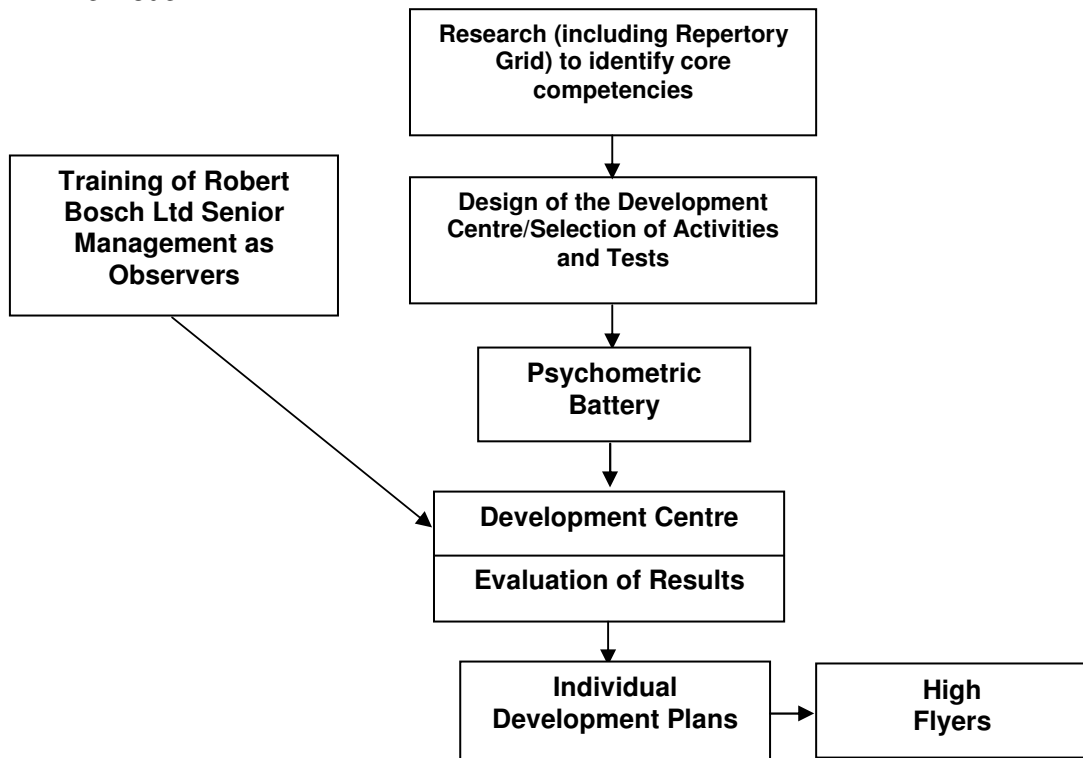 Research (including Repertory
Grid) to identify core
competencies
Training of Robert
Bosch Ltd Senior
Management as
Observers
Design of the Development
Centre/Selection of Activities
and Tests
Psychometric
Battery
Development Centre
Evaluation of Results
Individual
Development Plans
High
Flyers